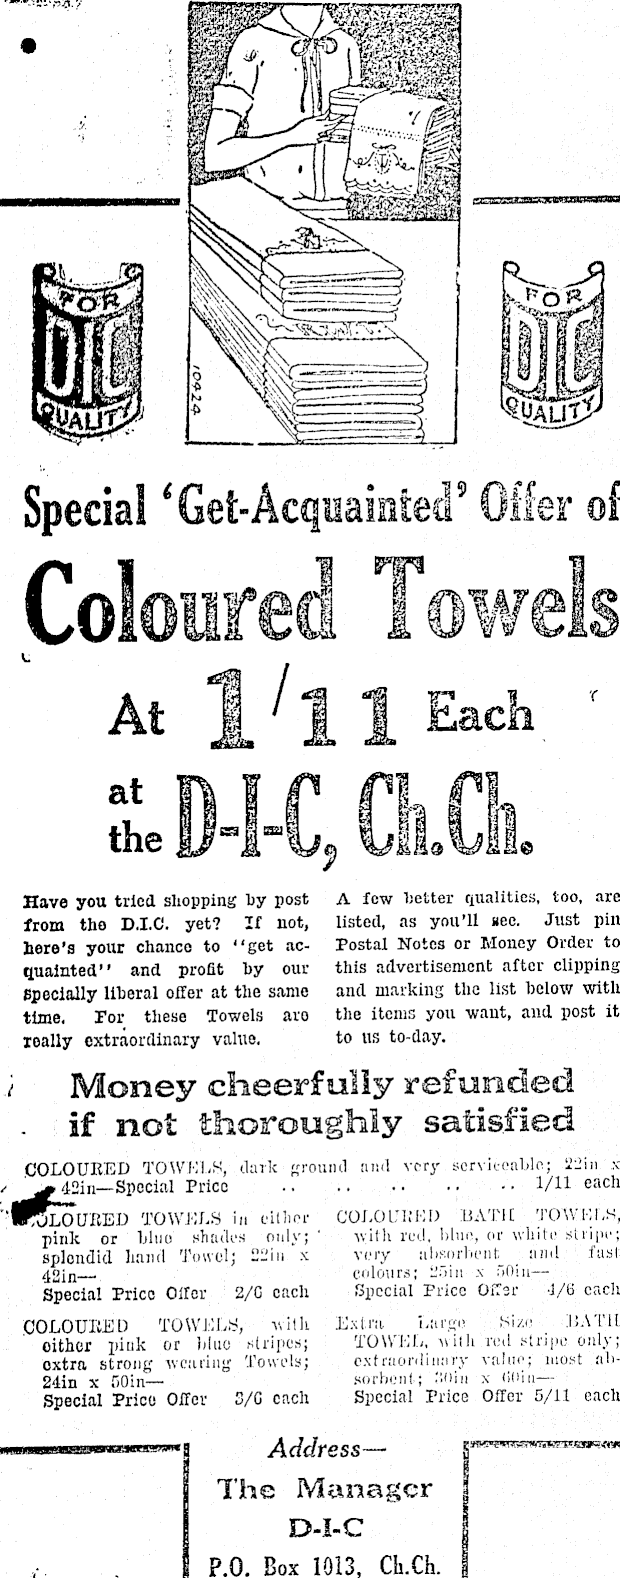 FOR
DIC
QUALITY
10424
FOR
DIC
QUALITY
Special ‘Get-Acquainted’ Offer of
Coloured Towels
At 1/11 Each
at
the D-I-C, Ch.Ch.
Have you tried shopping by post
from the D.I.C. yet? If not,
here's your chance to "get ac-
quainted" and profit by our
specially liberal offer at the same
time. For these Towels are
really extraordinary value.
A few better qualities, too, are
listed, as you'll see. Just pin
Postal Notes or Money Order to
this advertisement after clipping
and marking the list below with
the items you want, and post it
to us to-day.
Money cheerfully refunded
if not thoroughly satisfied
COLOURED TOWELS, dark ground and very serviceable; 22in x
42in—Special Price .. .. .. .. .. .. 1/11 each
COLOURED TOWELS in either
pink or blue shades only;
splendid hand Towel; 22in x
42in—
Special Price Offer 2/6 each
COLOURED TOWELS, with
either pink or blue stripes;
extra strong wearing Towels;
24in x 50in—
Special Price Offer 3/6 each
COLOURED BATH TOWELS,
with red, blue, or white stripe;
very absorbent and fast
colours; 25in x 50in—
Special Price Offer 4/6 each
Extra Large Size BATH
TOWEL, with red stripe only;
extraordinary value; most ab-
sorbent; 30in x 60in—
Special Price Offer 5/11 each
Address—
The Manager
D-I-C
P.O. Box 1013, Ch.Ch.